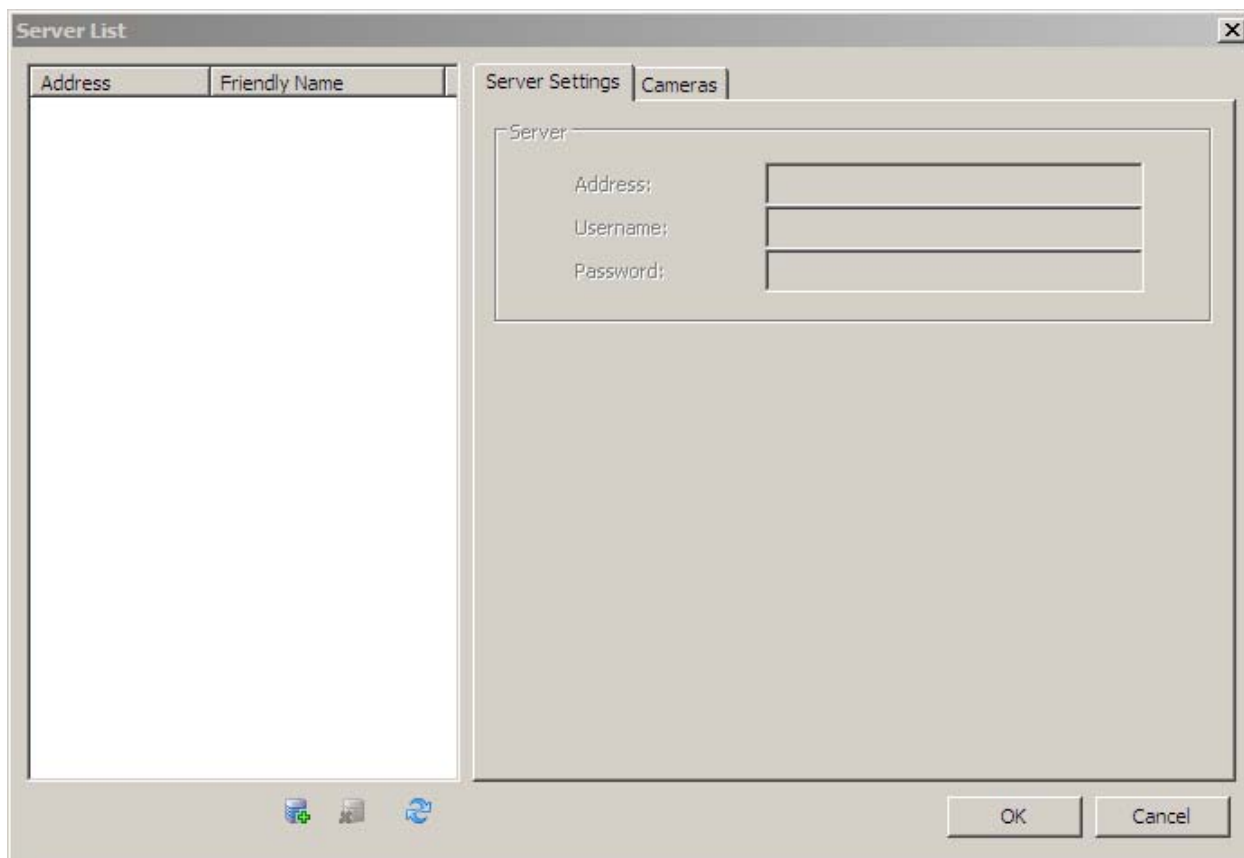 Server List
Address Friendly Name
Server Settings Cameras
Server
Address:
Username:
Password:
OK Cancel